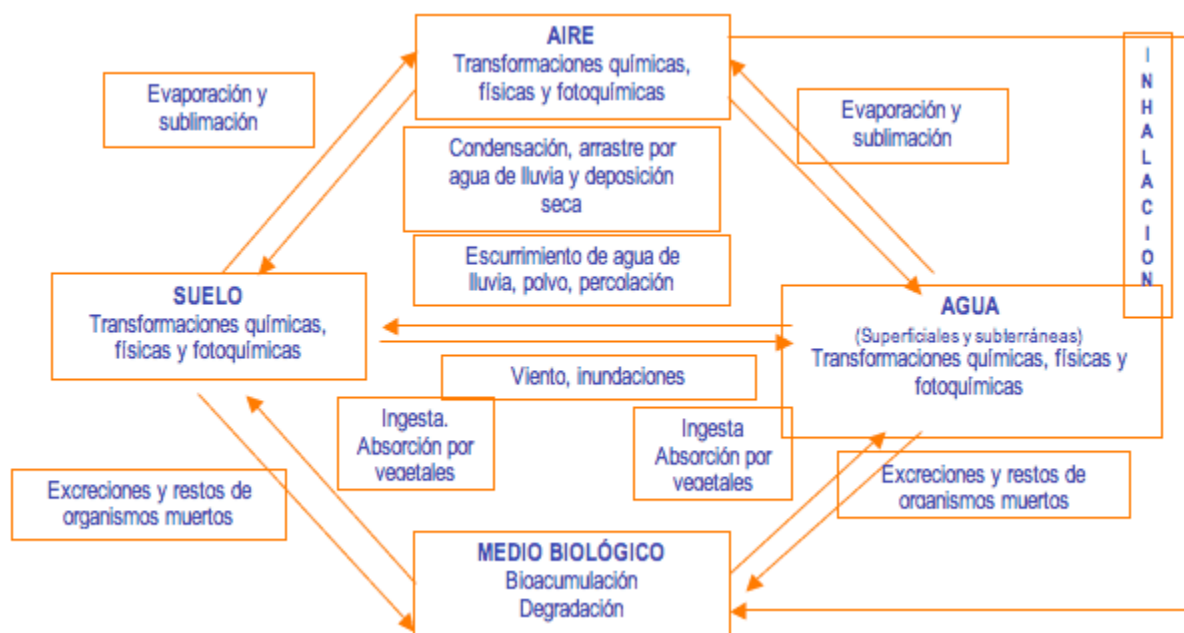 AIRE
Transformaciones químicas,
físicas y fotoquímicas
Evaporación y
sublimación
Evaporación y
sublimación
INHALACION
Condensación, arrastre por
agua de lluvia y deposición
seca
Escurrimiento de agua de
lluvia, polvo, percolación
SUELO
Transformaciones químicas,
físicas y fotoquímicas
AGUA
(Superficiales y subterráneas)
Transformaciones químicas, físicas y
fotoquímicas
Viento, inundaciones
Ingesta.
Absorción por
vegetales
Ingesta
Absorción por
vegetales
Excreciones y restos de
organismos muertos
Excreciones y restos de
organismos muertos
MEDIO BIOLÓGICO
Bioacumulación
Degradación